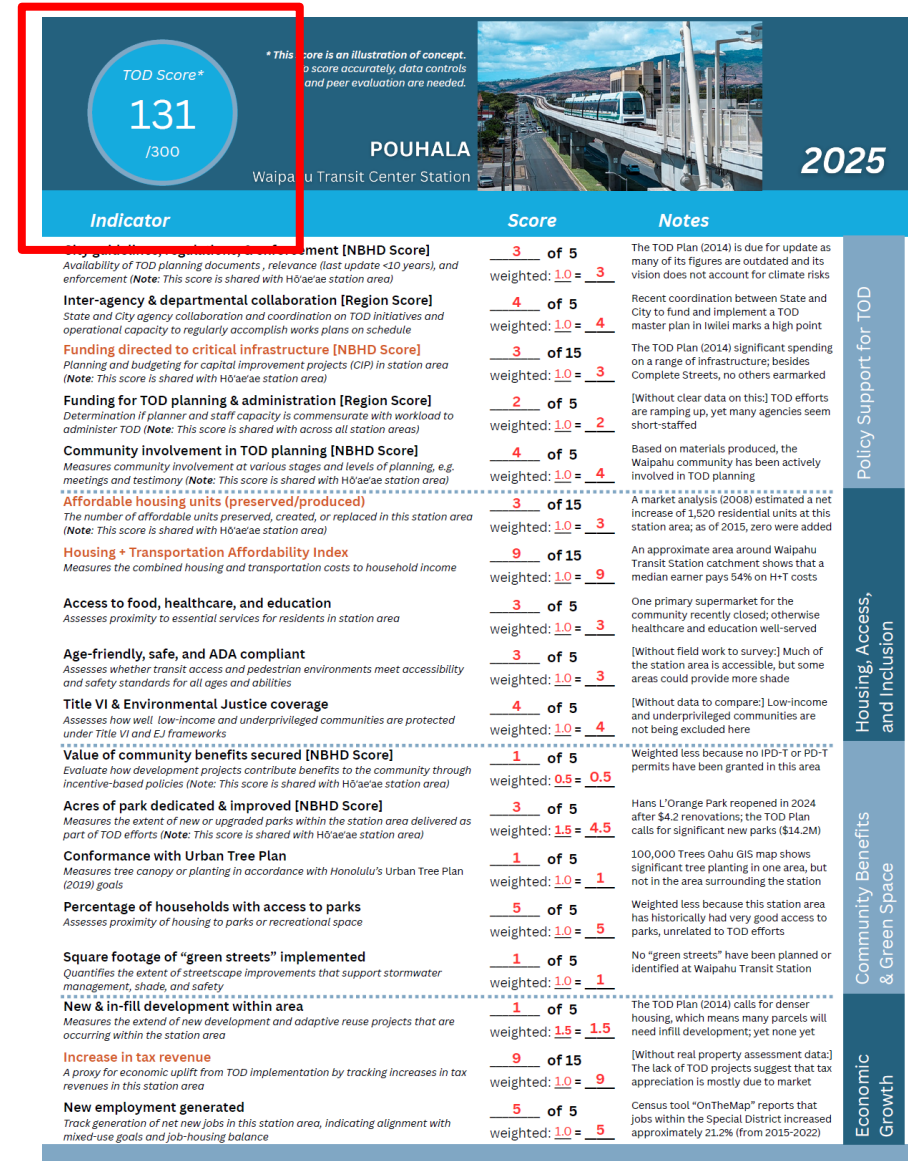 TOD Score*
131
/300
* This score is an illustration of concept.
o score accurately, data controls
and peer evaluation are needed.
POUHALA
Waipahu Transit Center Station
2025
Indicator Score Notes
City guidelines, regulations, & enforcement [NBHD Score]
Availability of TOD planning documents , relevance (last update <10 years), and
enforcement (Note: This score is shared with Hō'ae'ae station area)
3 of 5
weighted: 1.0 = 3
The TOD Plan (2014) is due for update as
many of its figures are outdated and its
vision does not account for climate risks
Inter-agency & departmental collaboration [Region Score]
State and City agency collaboration and coordination on TOD initiatives and
operational capacity to regularly accomplish works plans on schedule
4 of 5
weighted: 1.0 = 4
Recent coordination between State and
City to fund and implement a TOD
master plan in Iwilei marks a high point
Funding directed to critical infrastructure [NBHD Score]
Planning and budgeting for capital improvement projects (CIP) in station area
(Note: This score is shared with Hō'ae'ae station area)
3 of 15
weighted: 1.0 = 3
The TOD Plan (2014) significant spending
on a range of infrastructure; besides
Complete Streets, no others earmarked
Funding for TOD planning & administration [Region Score]
Determination if planner and staff capacity is commensurate with workload to
administer TOD (Note: This score is shared with across all station areas)
2 of 5
weighted: 1.0 = 2
[Without clear data on this:] TOD efforts
are ramping up, yet many agencies seem
short-staffed
Community involvement in TOD planning [NBHD Score]
Measures community involvement at various stages and levels of planning, e.g.
meetings and testimony (Note: This score is shared with Hō'ae'ae station area)
4 of 5
weighted: 1.0 = 4
Based on materials produced, the
Waipahu community has been actively
involved in TOD planning
Policy Support for TOD
Affordable housing units (preserved/produced)
The number of affordable units preserved, created, or replaced in this station area
(Note: This score is shared with Hō'ae'ae station area)
3 of 15
weighted: 1.0 = 3
A market analysis (2008) estimated a net
increase of 1,520 residential units at this
station area; as of 2015, zero were added
Housing + Transportation Affordability Index
Measures the combined housing and transportation costs to household income
9 of 15
weighted: 1.0 = 9
An approximate area around Waipahu
Transit Station catchment shows that a
median earner pays 54% on H+T costs
Access to food, healthcare, and education
Assesses proximity to essential services for residents in station area
3 of 5
weighted: 1.0 = 3
One primary supermarket for the
community recently closed; otherwise
healthcare and education well-served
Age-friendly, safe, and ADA compliant
Assesses whether transit access and pedestrian environments meet accessibility
and safety standards for all ages and abilities
3 of 5
weighted: 1.0 = 3
[Without field work to survey:] Much of
the station area is accessible, but some
areas could provide more shade
Title VI & Environmental Justice coverage
Assesses how well low-income and underprivileged communities are protected
under Title VI and EJ frameworks
4 of 5
weighted: 1.0 = 4
[Without data to compare:] Low-income
and underprivileged communities are
not being excluded here
Housing, Access,
and Inclusion
Value of community benefits secured [NBHD Score]
Evaluate how development projects contribute benefits to the community through
incentive-based policies (Note: This score is shared with Hō'ae'ae station area)
1 of 5
weighted: 0.5 = 0.5
Weighted less because no IPD-T or PD-T
permits have been granted in this area
Acres of park dedicated & improved [NBHD Score]
Measures the extent of new or upgraded parks within the station area delivered as
part of TOD efforts (Note: This score is shared with Hō'ae'ae station area)
3 of 5
weighted: 1.5 = 4.5
Hans L'Orange Park reopened in 2024
after $4.2 renovations; the TOD Plan
calls for significant new parks ($14.2M)
Conformance with Urban Tree Plan
Measures tree canopy or planting in accordance with Honolulu's Urban Tree Plan
(2019) goals
1 of 5
weighted: 1.0 = 1
100,000 Trees Oahu GIS map shows
significant tree planting in one area, but
not in the area surrounding the station
Percentage of households with access to parks
Assesses proximity of housing to parks or recreational space
5 of 5
weighted: 1.0 = 5
Weighted less because this station area
has historically had very good access to
parks, unrelated to TOD efforts
Square footage of “green streets” implemented
Quantifies the extent of streetscape improvements that support stormwater
management, shade, and safety
1 of 5
weighted: 1.0 = 1
No “green streets” have been planned or
identified at Waipahu Transit Station
Community Benefits
& Green Space
New & in-fill development within area
Measures the extend of new development and adaptive reuse projects that are
occurring within the station area
1 of 5
weighted: 1.5 = 1.5
The TOD Plan (2014) calls for denser
housing, which means many parcels will
need infill development; yet none yet
Increase in tax revenue
A proxy for economic uplift from TOD implementation by tracking increases in tax
revenues in this station area
9 of 15
weighted: 1.0 = 9
[Without real property assessment data:]
The lack of TOD projects suggest that tax
appreciation is mostly due to market
New employment generated
Track generation of net new jobs in this station area, indicating alignment with
mixed-use goals and job-housing balance
5 of 5
weighted: 1.0 = 5
Census tool “OnTheMap” reports that
jobs within the Special District increased
approximately 21.2% (from 2015-2022)
Economic
Growth